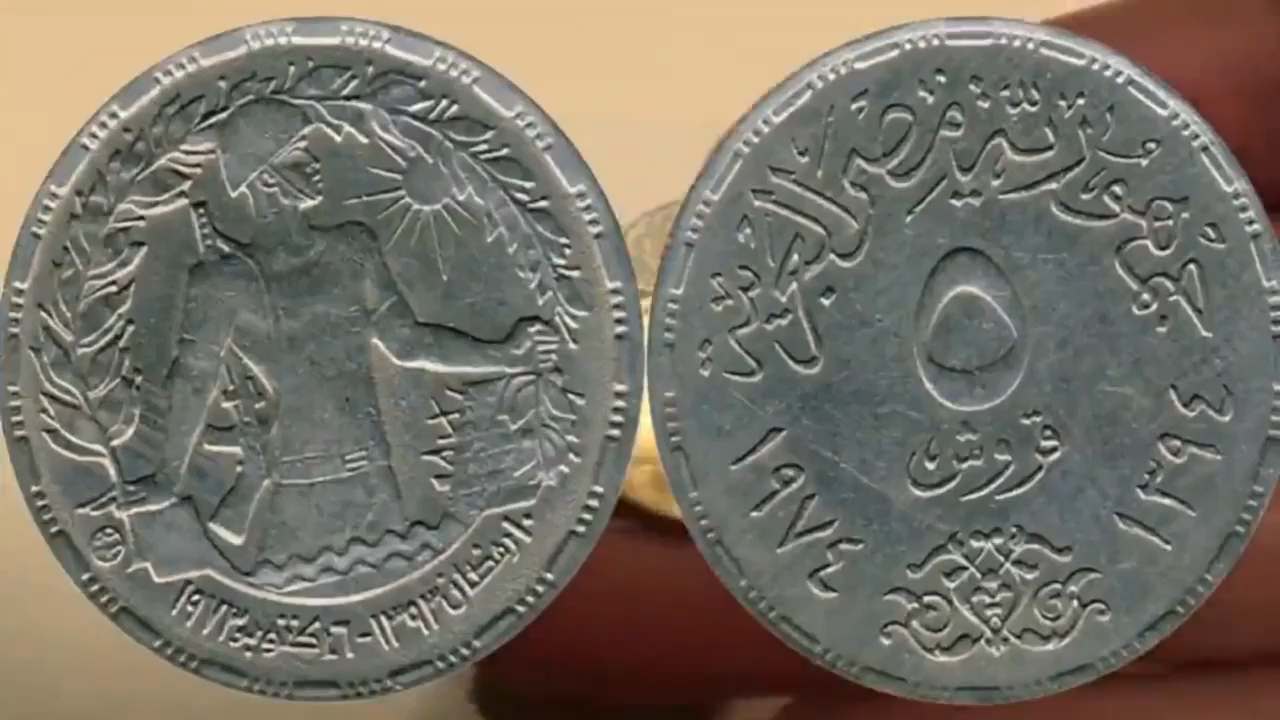 ١٠ رمضان ١٣٩٣ - ٦ أكتوبر ١٩٧٣
جمهورية مصر العربية
٥
قروش
١٣٩٤
١٩٧٤